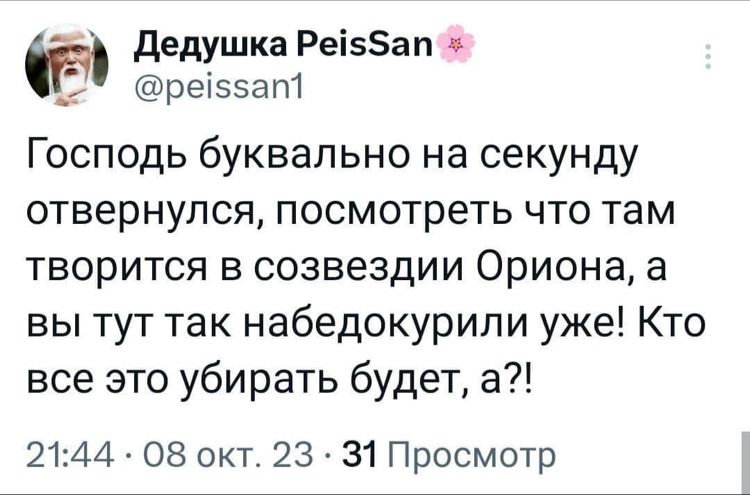 Дедушка PeisSan🌸
@peissan1
Господь буквально на секунду
отвернулся, посмотреть что там
творится в созвездии Ориона, а
вы тут так набедокурили уже! Кто
все это убирать будет, а?!
21:44 · 08 окт. 23 · 31 Просмотр